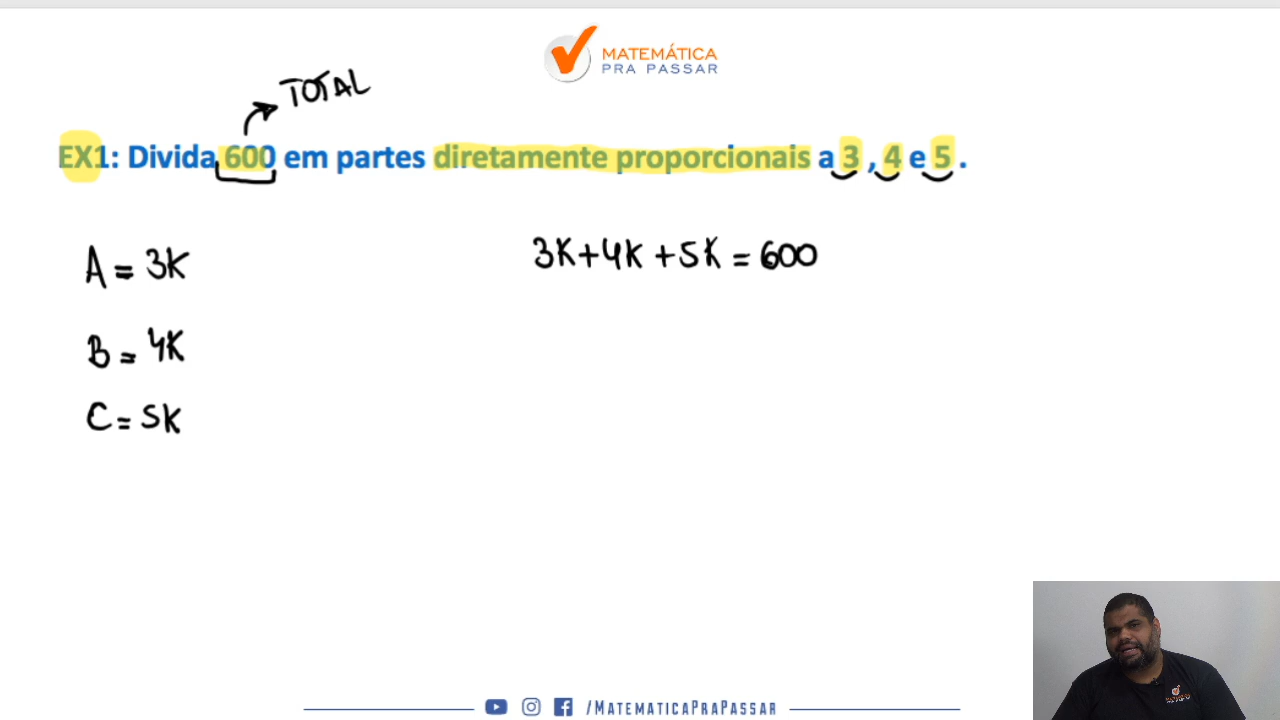 MATEMÁTICA
PRA PASSAR
TOTAL
EX1: Divida 600 em partes diretamente proporcionais a 3 , 4 e 5 .
A = 3K
3K+4K+5K = 600
B = 4K
C = 5K
/MATEMATICAPRAPASSAR